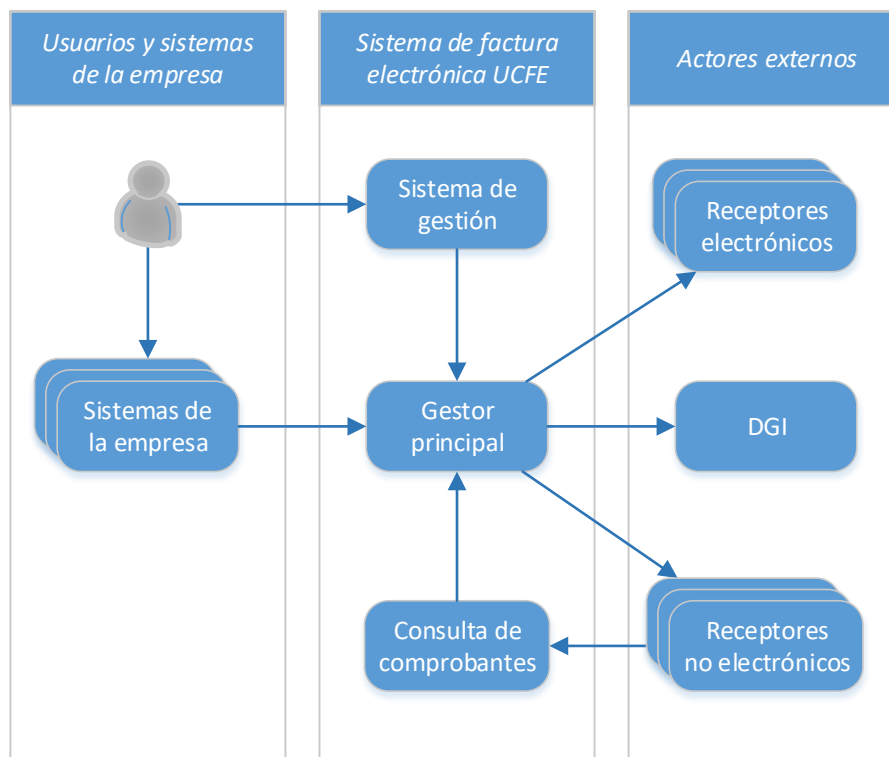 Usuarios y sistemas
de la empresa
Sistema de factura
electrónica UCFE
Actores externos
Sistema de
gestión
Receptores
electrónicos
Sistemas de
la empresa
Gestor
principal
DGI
Consulta de
comprobantes
Receptores
no electrónicos